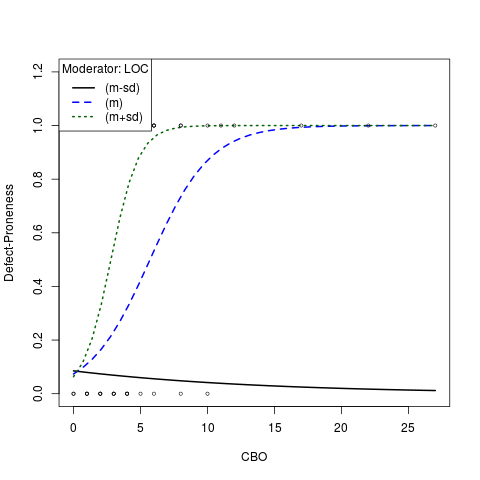 Moderator: LOC
(m-sd)
(m)
(m+sd)
Defect-Proneness
1.2
1.0
0.8
0.6
0.4
0.2
0.0
0 5 10 15 20 25
CBO